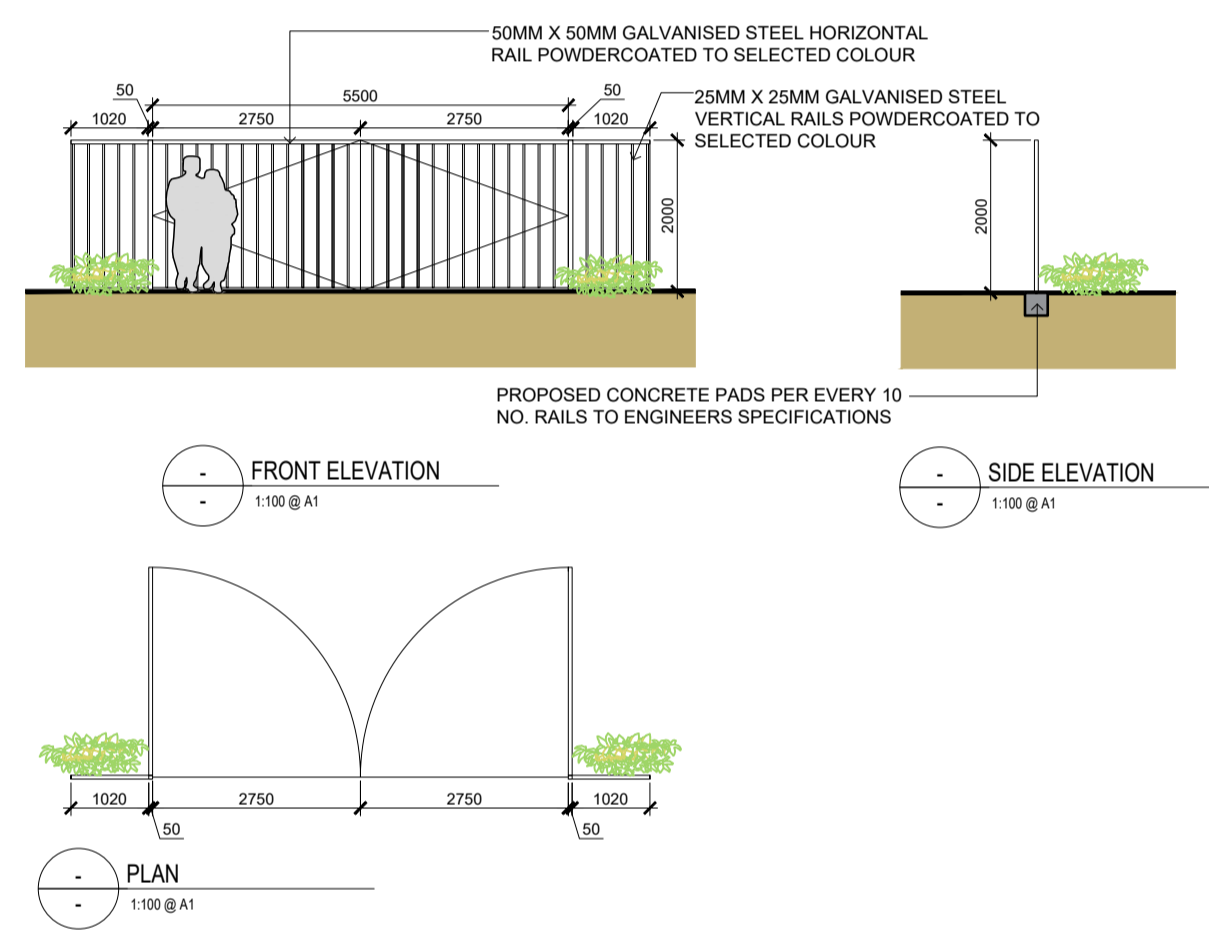 50MM X 50MM GALVANISED STEEL HORIZONTAL
RAIL POWDERCOATED TO SELECTED COLOUR
50
5500
50
25MM X 25MM GALVANISED STEEL
VERTICAL RAILS POWDERCOATED TO
SELECTED COLOUR
1020
2750
2750
1020
2000
2000
PROPOSED CONCRETE PADS PER EVERY 10
NO. RAILS TO ENGINEERS SPECIFICATIONS
-
FRONT ELEVATION
-
1:100 @ A1
-
SIDE ELEVATION
-
1:100 @ A1
1020
2750
2750
1020
50
50
-
PLAN
-
1:100 @ A1